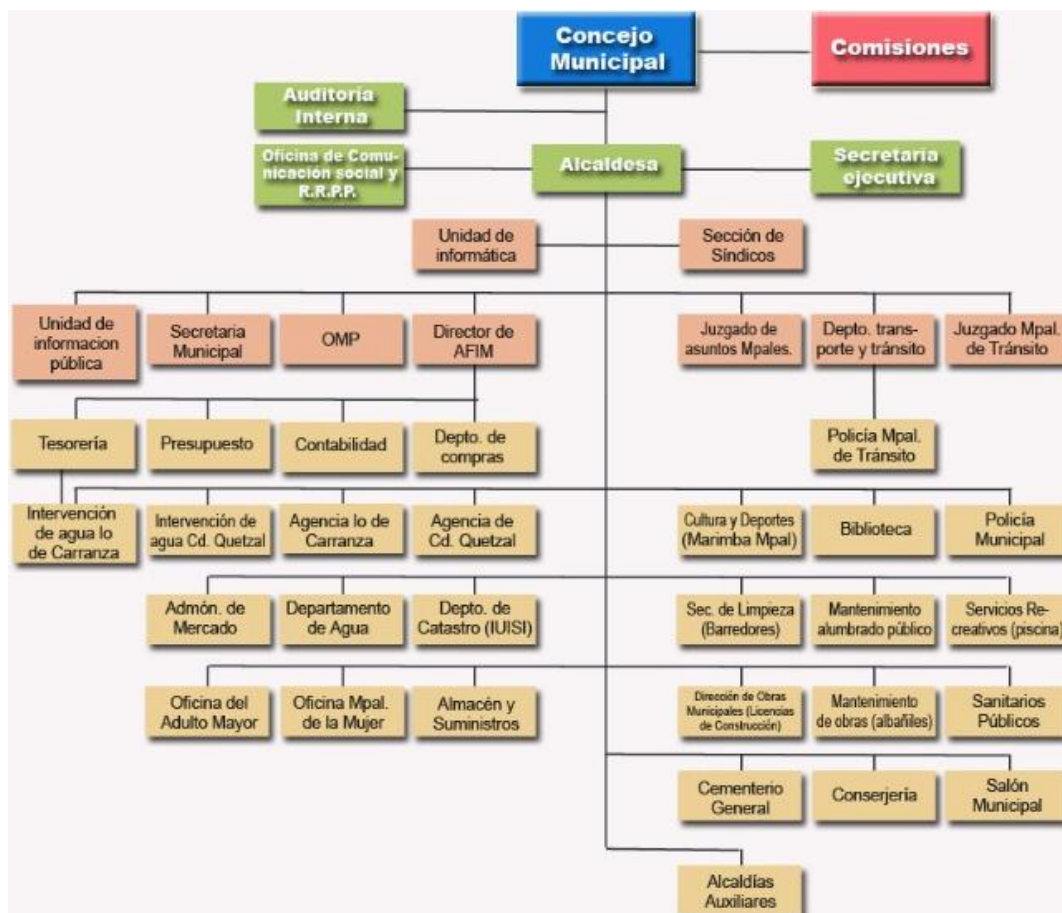 Concejo
Municipal
Comisiones
Auditoría
Interna
Oficina de Comu-
nicación social y
R.R.P.P.
Alcaldesa
Secretaria
ejecutiva
Unidad de
informática
Sección de
Síndicos
Unidad de
informacion
pública
Secretaria
Municipal
OMP
Director de
AFIM
Juzgado de
asuntos Mpales.
Depto. trans-
porte y tránsito
Juzgado Mpal.
de Tránsito
Tesorería
Presupuesto
Contabilidad
Depto. de
compras
Policía Mpal.
de Tránsito
Intervención
de agua lo
de Carranza
Intervención de
agua Cd. Quetzal
Agencia lo de
Carranza
Agencia de
Cd. Quetzal
Cultura y Deportes
(Marimba Mpal)
Biblioteca
Policía
Municipal
Admón. de
Mercado
Departamento
de Agua
Depto. de
Catastro (IUISI)
Sec. de Limpieza
(Barredores)
Mantenimiento
alumbrado público
Servicios Re-
creativos (piscina)
Oficina del
Adulto Mayor
Oficina Mpal.
de la Mujer
Almacén y
Suministros
Dirección de Obras
Municipales (Licencias
de Construcción)
Mantenimiento
de obras (albañiles)
Sanitarios
Públicos
Cementerio
General
Conserjería
Salón
Municipal
Alcaldías
Auxiliares